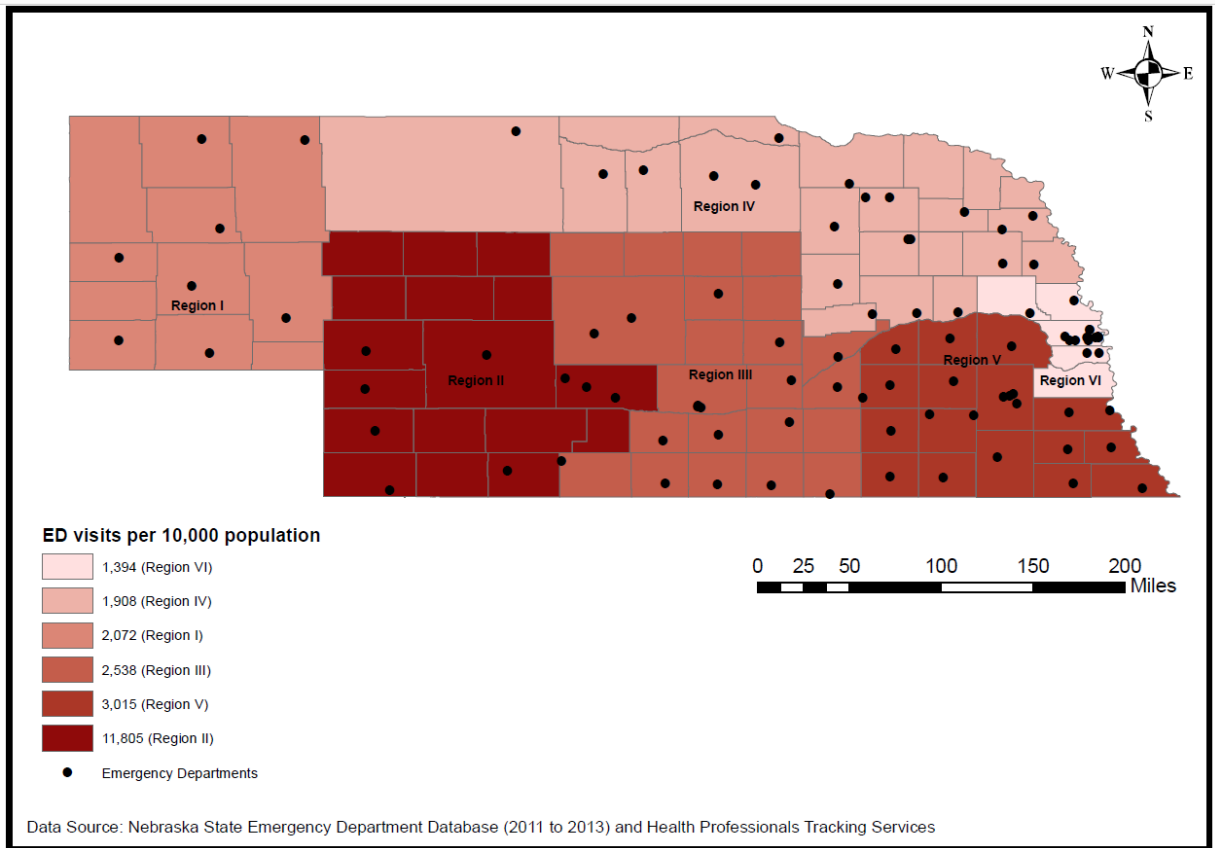 N
W E
S
Region IV
Region I
Region V
Region II
Region IIII
Region VI
ED visits per 10,000 population
1,394 (Region VI)
1,908 (Region IV)
2,072 (Region I)
2,538 (Region III)
3,015 (Region V)
11,805 (Region II)
Emergency Departments
0 25 50 100 150 200
Miles
Data Source: Nebraska State Emergency Department Database (2011 to 2013) and Health Professionals Tracking Services